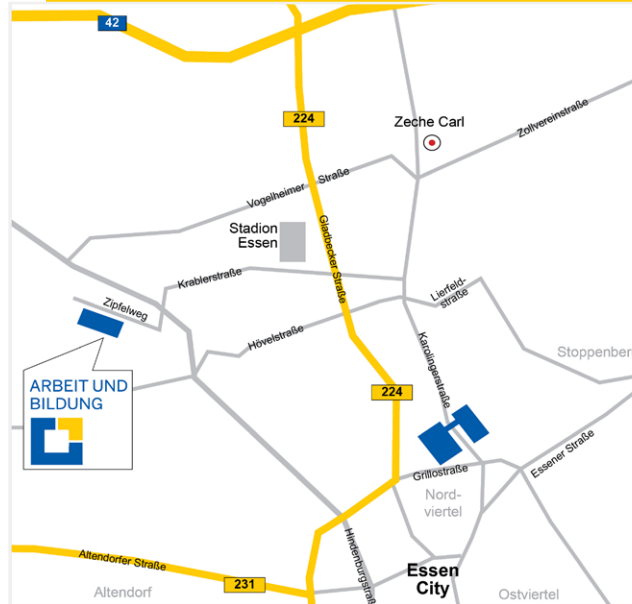 42
224
Zeche Carl
Zollvereinstraße
Vogelheimer Straße
Stadion
Essen
Gladbecker Straße
Krablerstraße
Lierfeld-
straße
Zipfelweg
Hövelstraße
Karolingerstraße
Stoppenberg
ARBEIT UND
BILDUNG
224
Essener Straße
Grillostraße
Nord-
viertel
Altendorfer Straße
Hindenburgstraße
231
Essen
City
Altendorf
Ostviertel